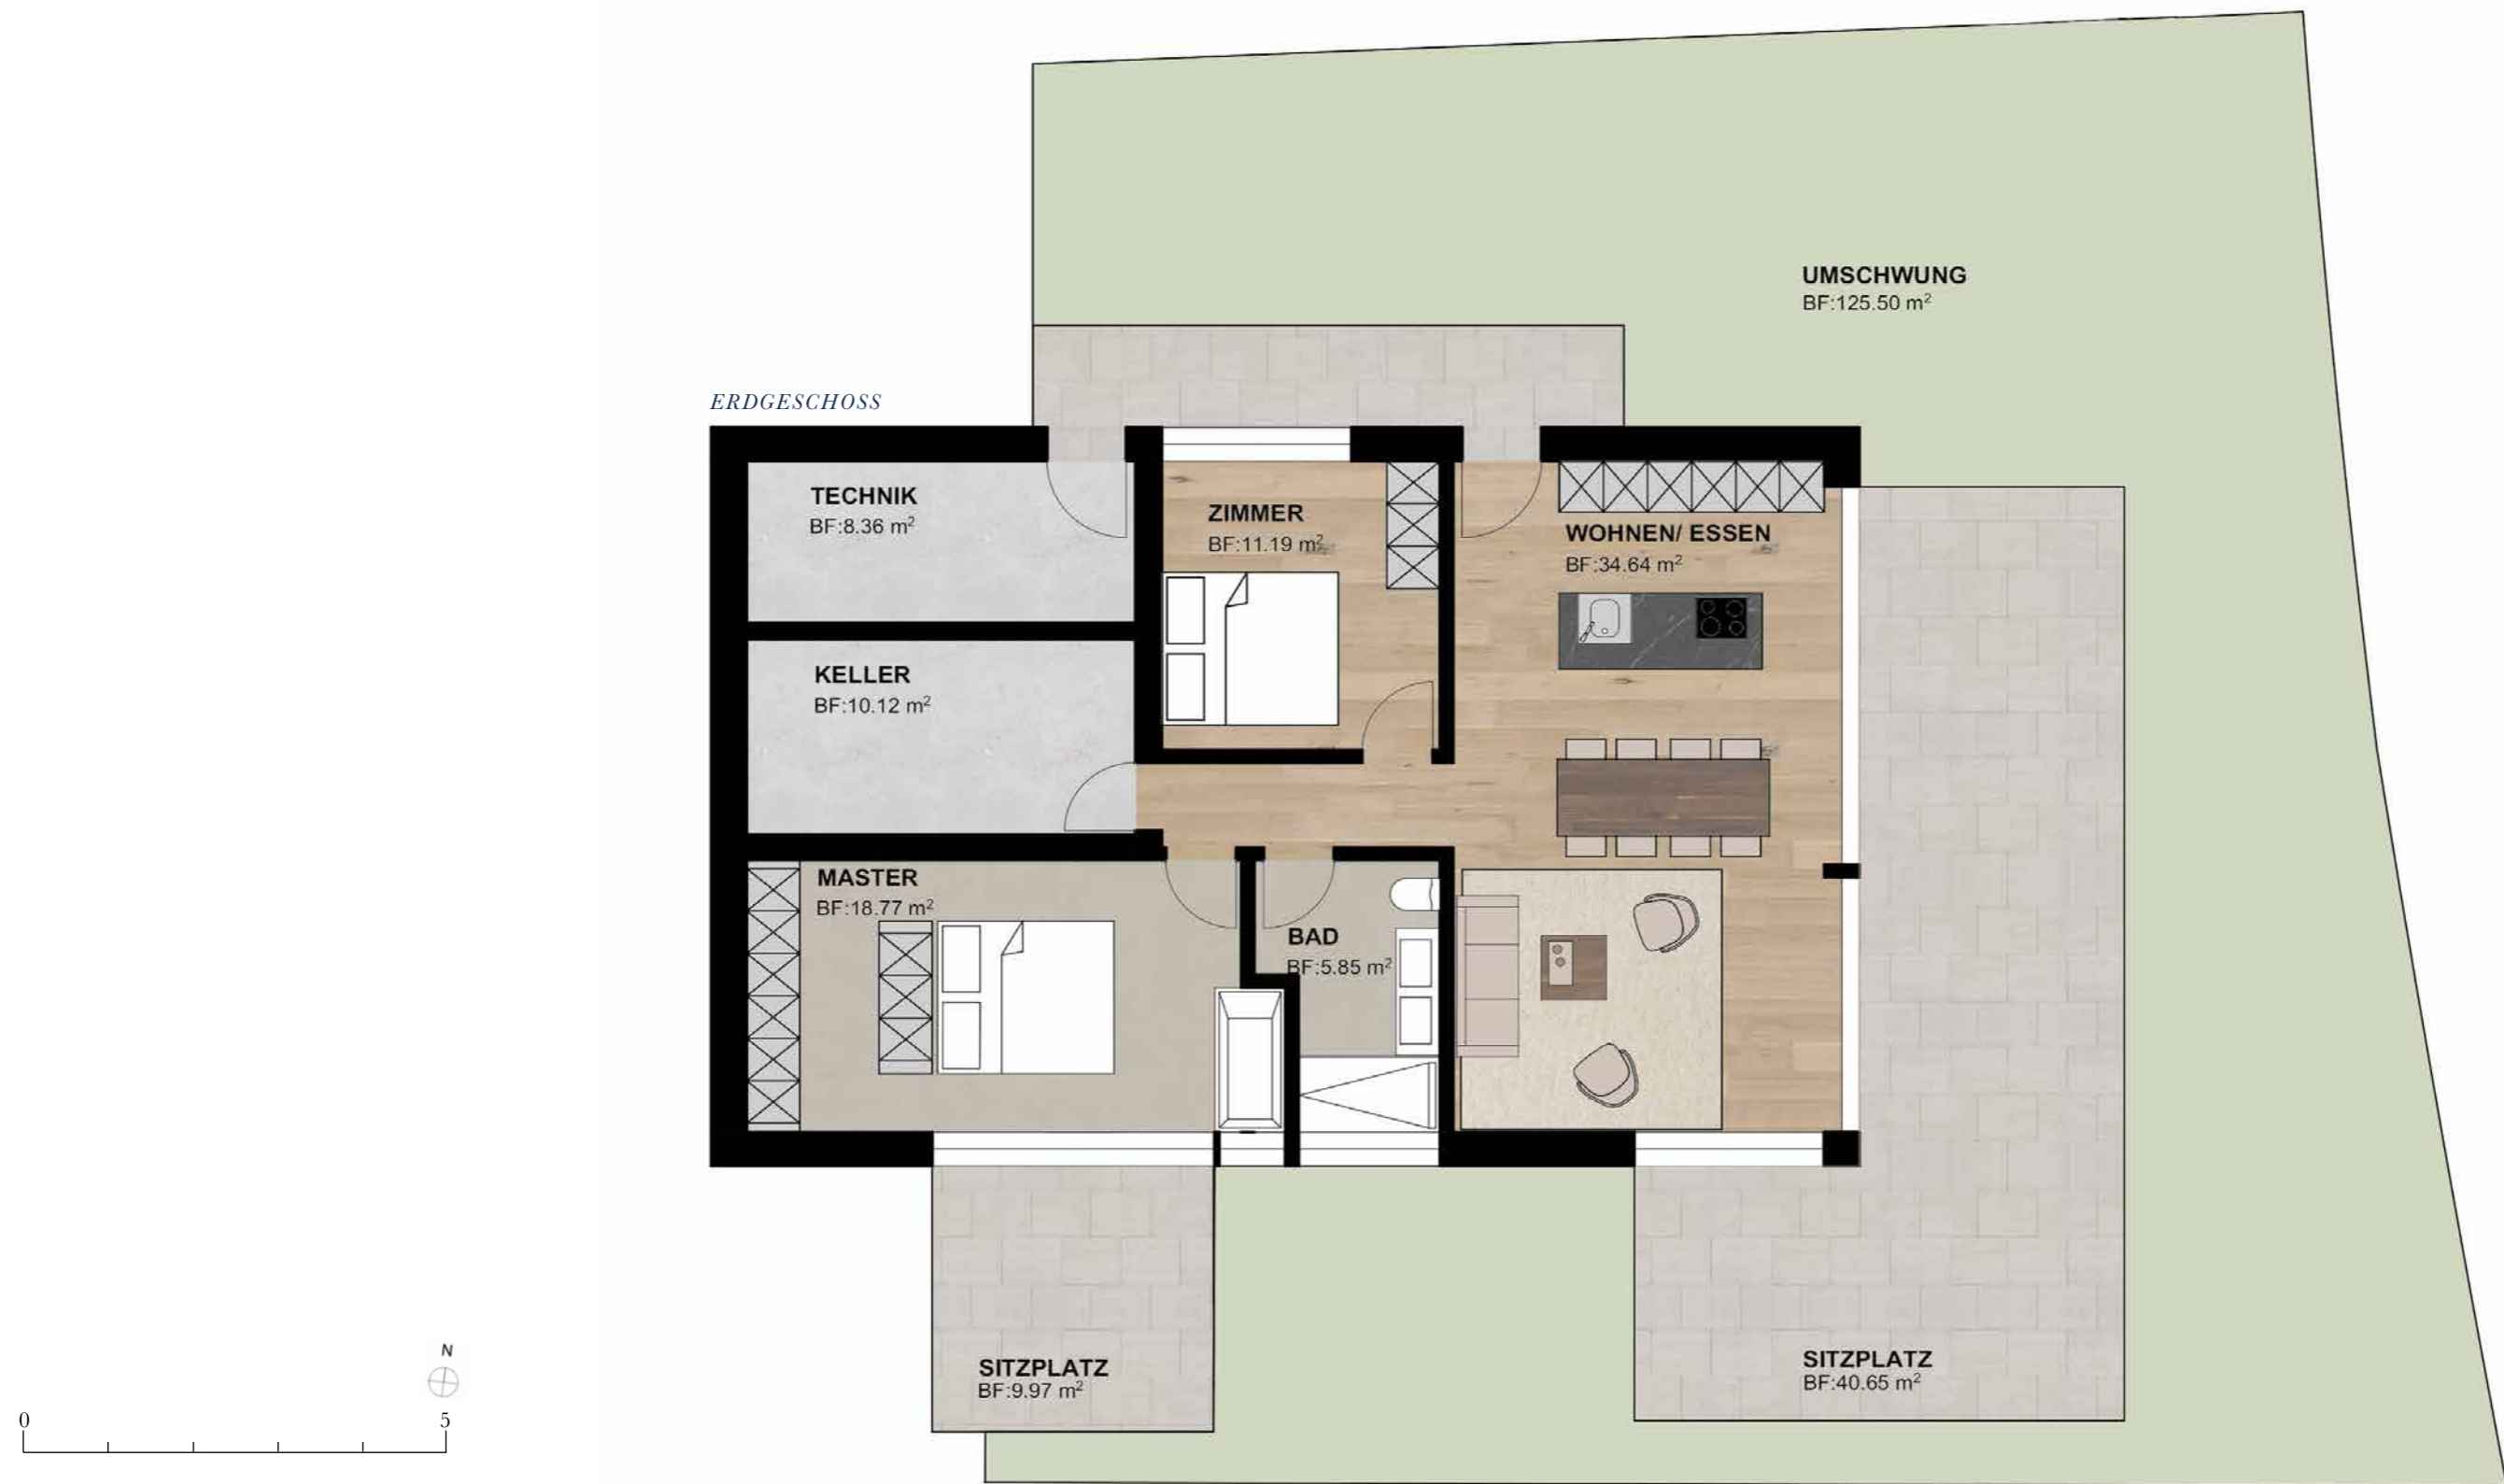 UMSCHWUNG
BF:125.50 m²
ERDGESCHOSS
TECHNIK
BF:8.36 m²
ZIMMER
BF:11.19 m²
WOHNEN/ ESSEN
BF:34.64 m²
KELLER
BF:10.12 m²
MASTER
BF:18.77 m²
BAD
BF:5.85 m²
SITZPLATZ
BF:9.97 m²
SITZPLATZ
BF:40.65 m²
N
0 5